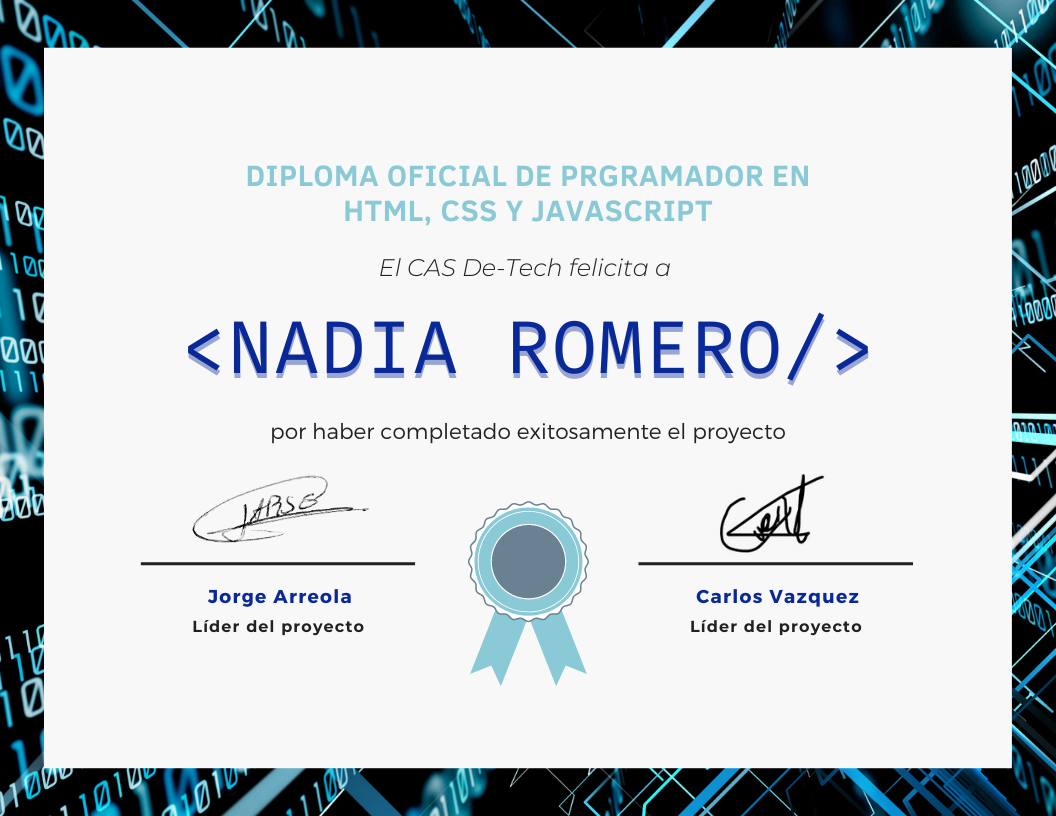 DIPLOMA OFICIAL DE PRGRAMADOR EN
HTML, CSS Y JAVASCRIPT
El CAS De-Tech felicita a
<NADIA ROMERO/>
por haber completado exitosamente el proyecto
Jorge Arreola
Líder del proyecto
Carlos Vazquez
Líder del proyecto